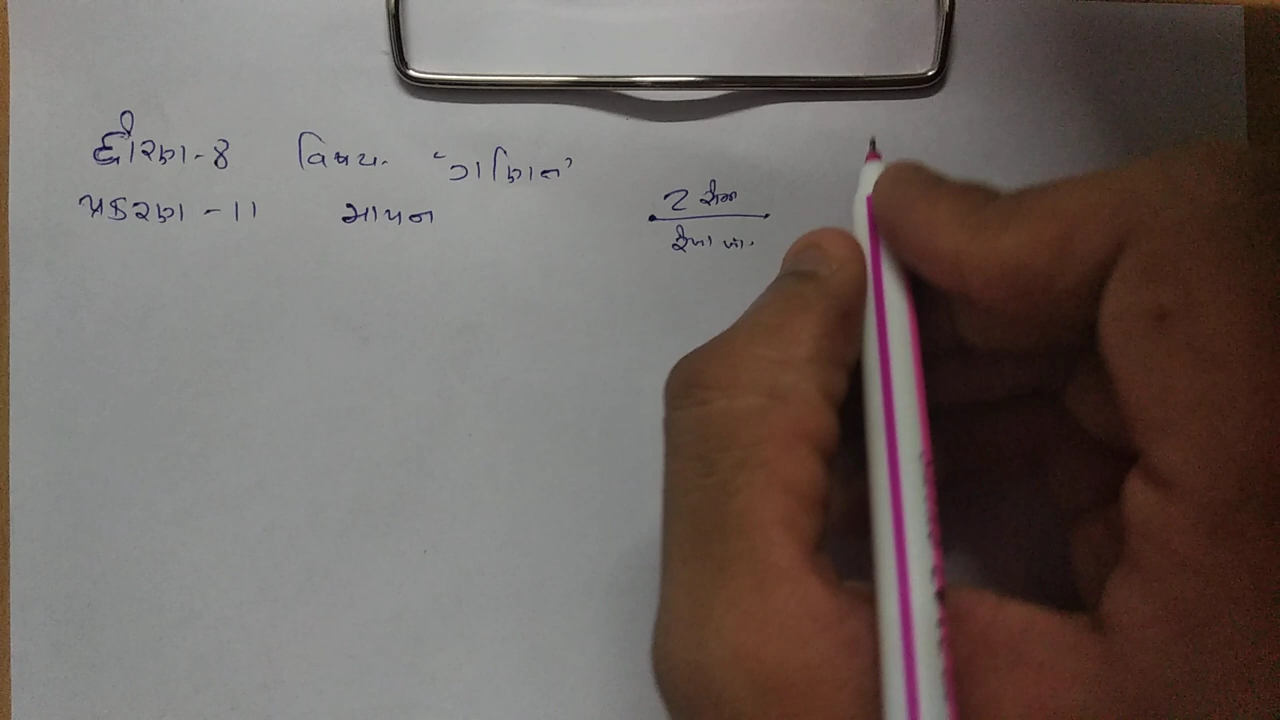 ધોરણ-8 વિષય. ‘ગણિત’
પ્રકરણ -11 માપન
2 સેમ
રેખા ખં.